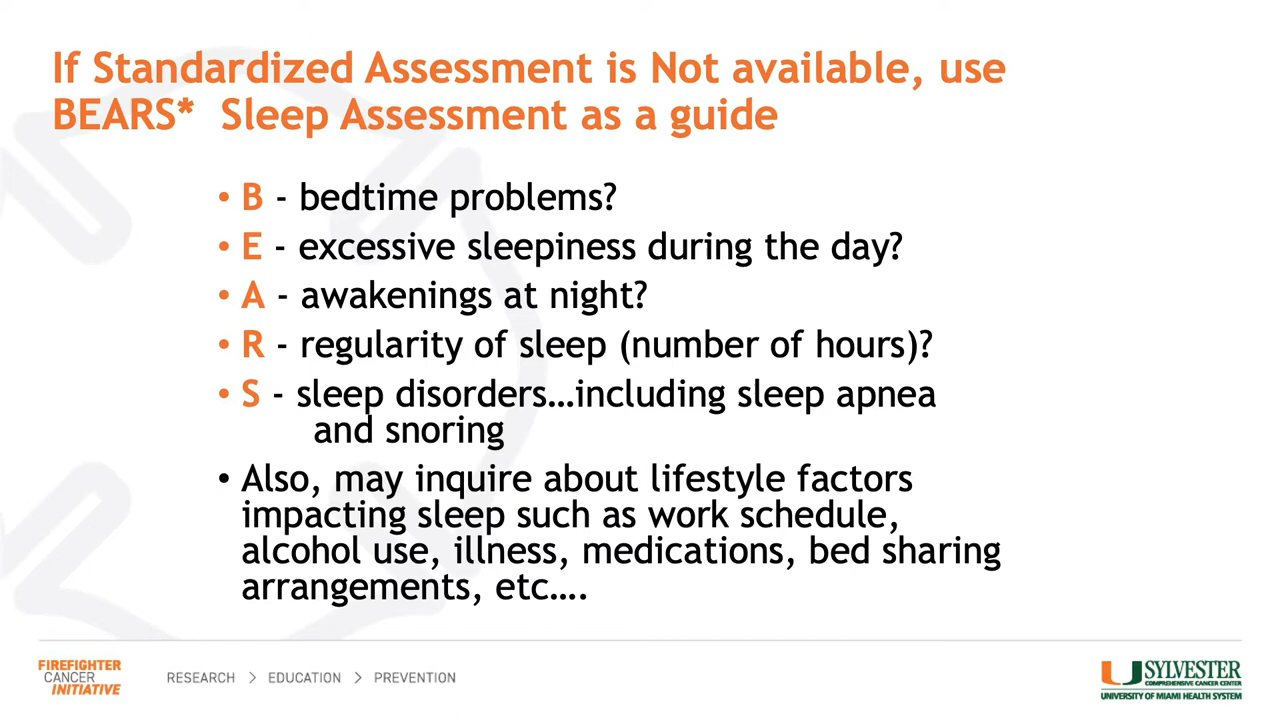 If Standardized Assessment is Not available, use
BEARS* Sleep Assessment as a guide
• B - bedtime problems?
• E - excessive sleepiness during the day?
• A - awakenings at night?
• R - regularity of sleep (number of hours)?
• S - sleep disorders...including sleep apnea
and snoring
• Also, may inquire about lifestyle factors
impacting sleep such as work schedule,
alcohol use, illness, medications, bed sharing
arrangements, etc....
FIREFIGHTER
CANCER
INITIATIVE
RESEARCH > EDUCATION > PREVENTION
SYLVESTER
COMPREHENSIVE CANCER CENTER
UNIVERSITY OF MIAMI HEALTH SYSTEM